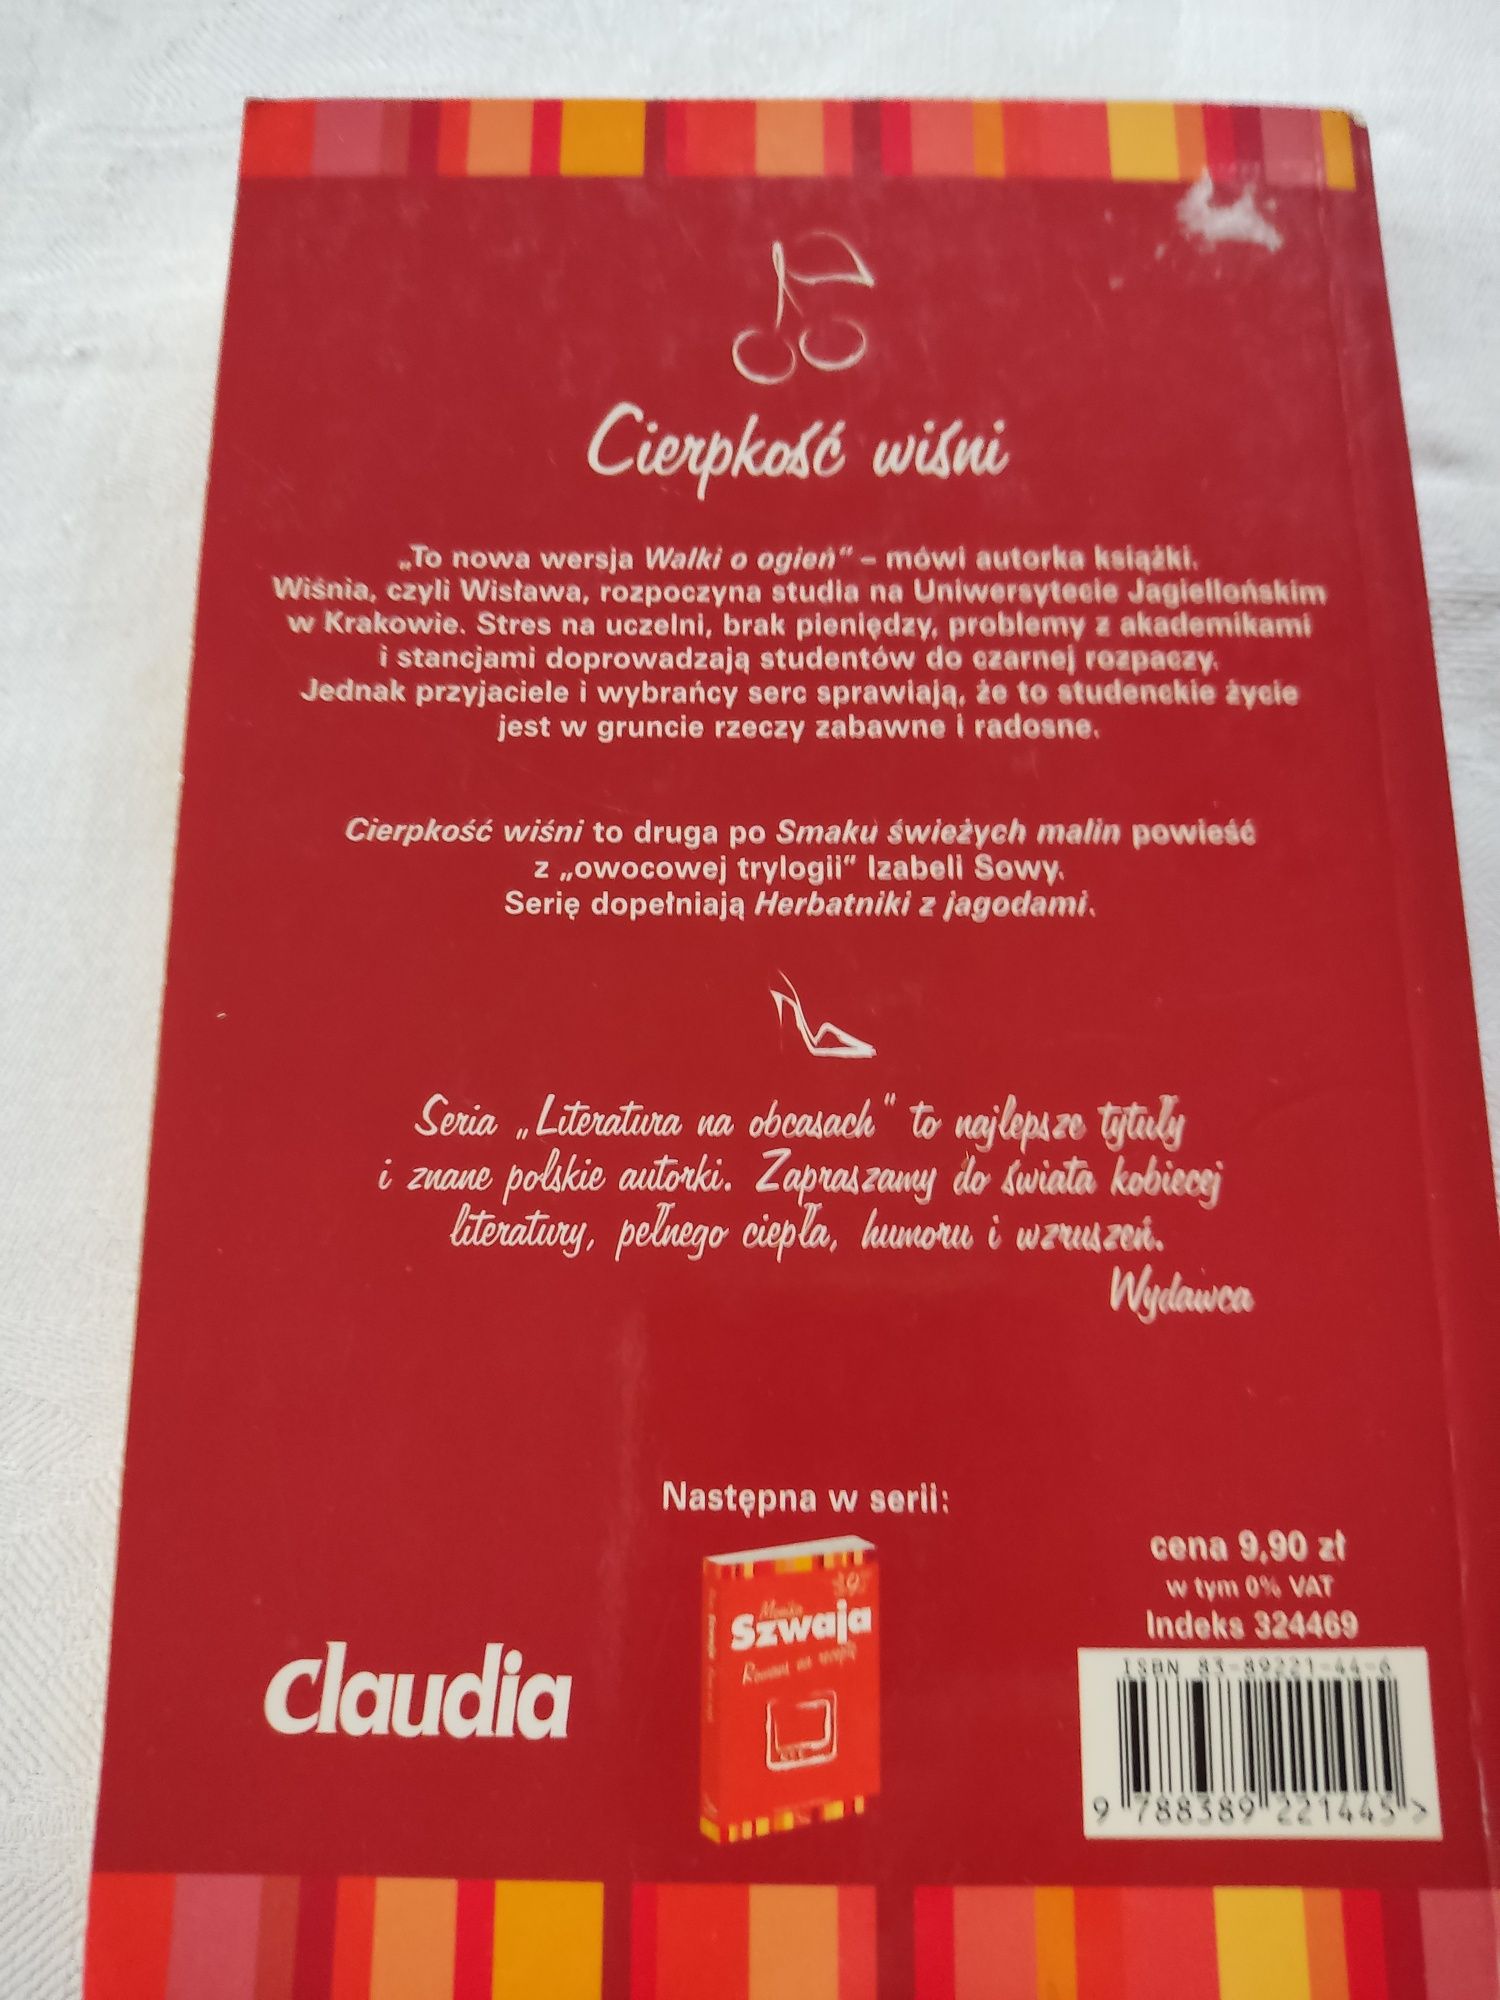 Cierpkość wiśni
„To nowa wersja Walki o ogień" – mówi autorka książki.
Wiśnia, czyli Wisława, rozpoczyna studia na Uniwersytecie Jagiellońskim
w Krakowie. Stres na uczelni, brak pieniędzy, problemy z akademikami
i stancjami doprowadzają studentów do czarnej rozpaczy.
Jednak przyjaciele i wybrańcy serc sprawiają, że to studenckie życie
jest w gruncie rzeczy zabawne i radosne.
Cierpkość wiśni to druga po Smaku świeżych malin powieść
z „owocowej trylogii" Izabeli Sowy.
Serię dopełniają Herbatniki z jagodami.
Seria „Literatura na obcasach" to najlepsze tytuły
i znane polskie autorki. Zapraszamy do świata kobiecej
literatury, pełnego ciepła, humoru i wzruszeń.
Wydawca
Następna w serii:
Monika
Szwaja
Romans na receptę
claudia
cena 9,90 zł
w tym 0% VAT
Indeks 324469
ISBN 83-89221-44-6
9 788389 221445 >